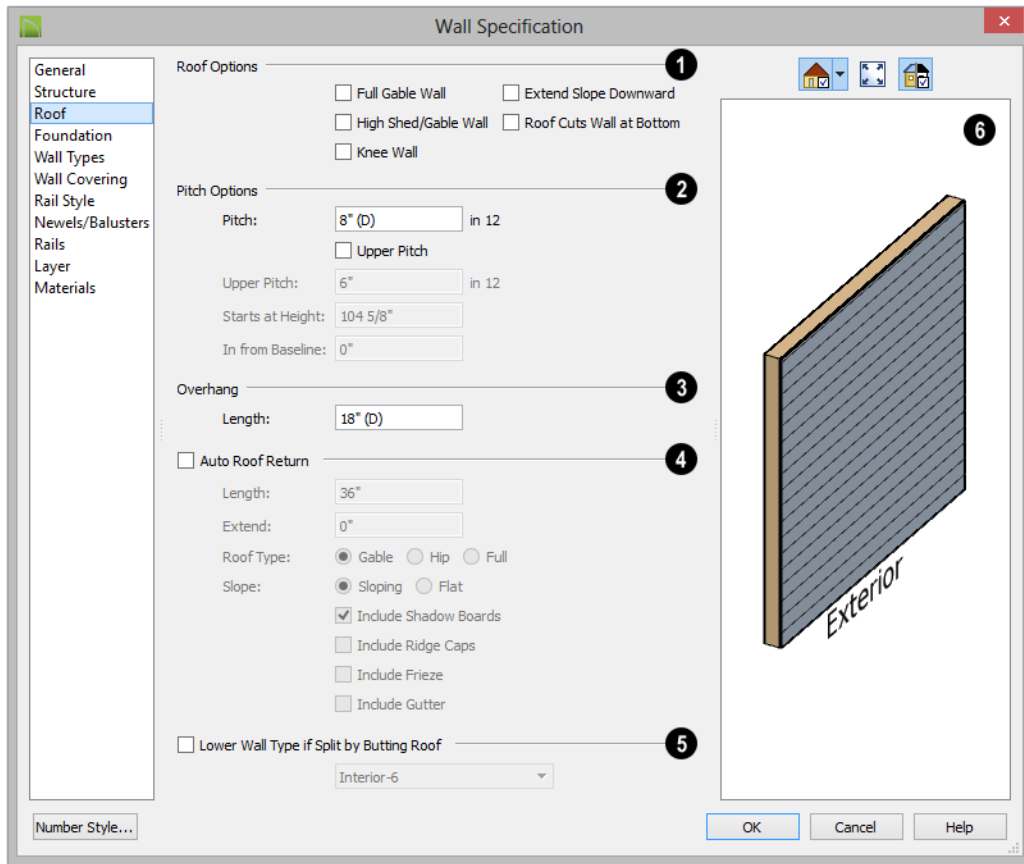 Wall Specification
General
Structure
Roof
Foundation
Wall Types
Wall Covering
Rail Style
Newels/Balusters
Rails
Layer
Materials
Roof Options
1
Full Gable Wall
Extend Slope Downward
High Shed/Gable Wall
Roof Cuts Wall at Bottom
Knee Wall
Pitch Options
2
Pitch: 8" (D) in 12
Upper Pitch
Upper Pitch: 6" in 12
Starts at Height: 104 5/8"
In from Baseline: 0"
Overhang
3
Length: 18" (D)
Auto Roof Return
4
Length: 36"
Extend: 0"
Roof Type: Gable Hip Full
Slope: Sloping Flat
Include Shadow Boards
Include Ridge Caps
Include Frieze
Include Gutter
Lower Wall Type if Split by Butting Roof
5
Interior-6
6
Exterior
Number Style...
OK
Cancel
Help